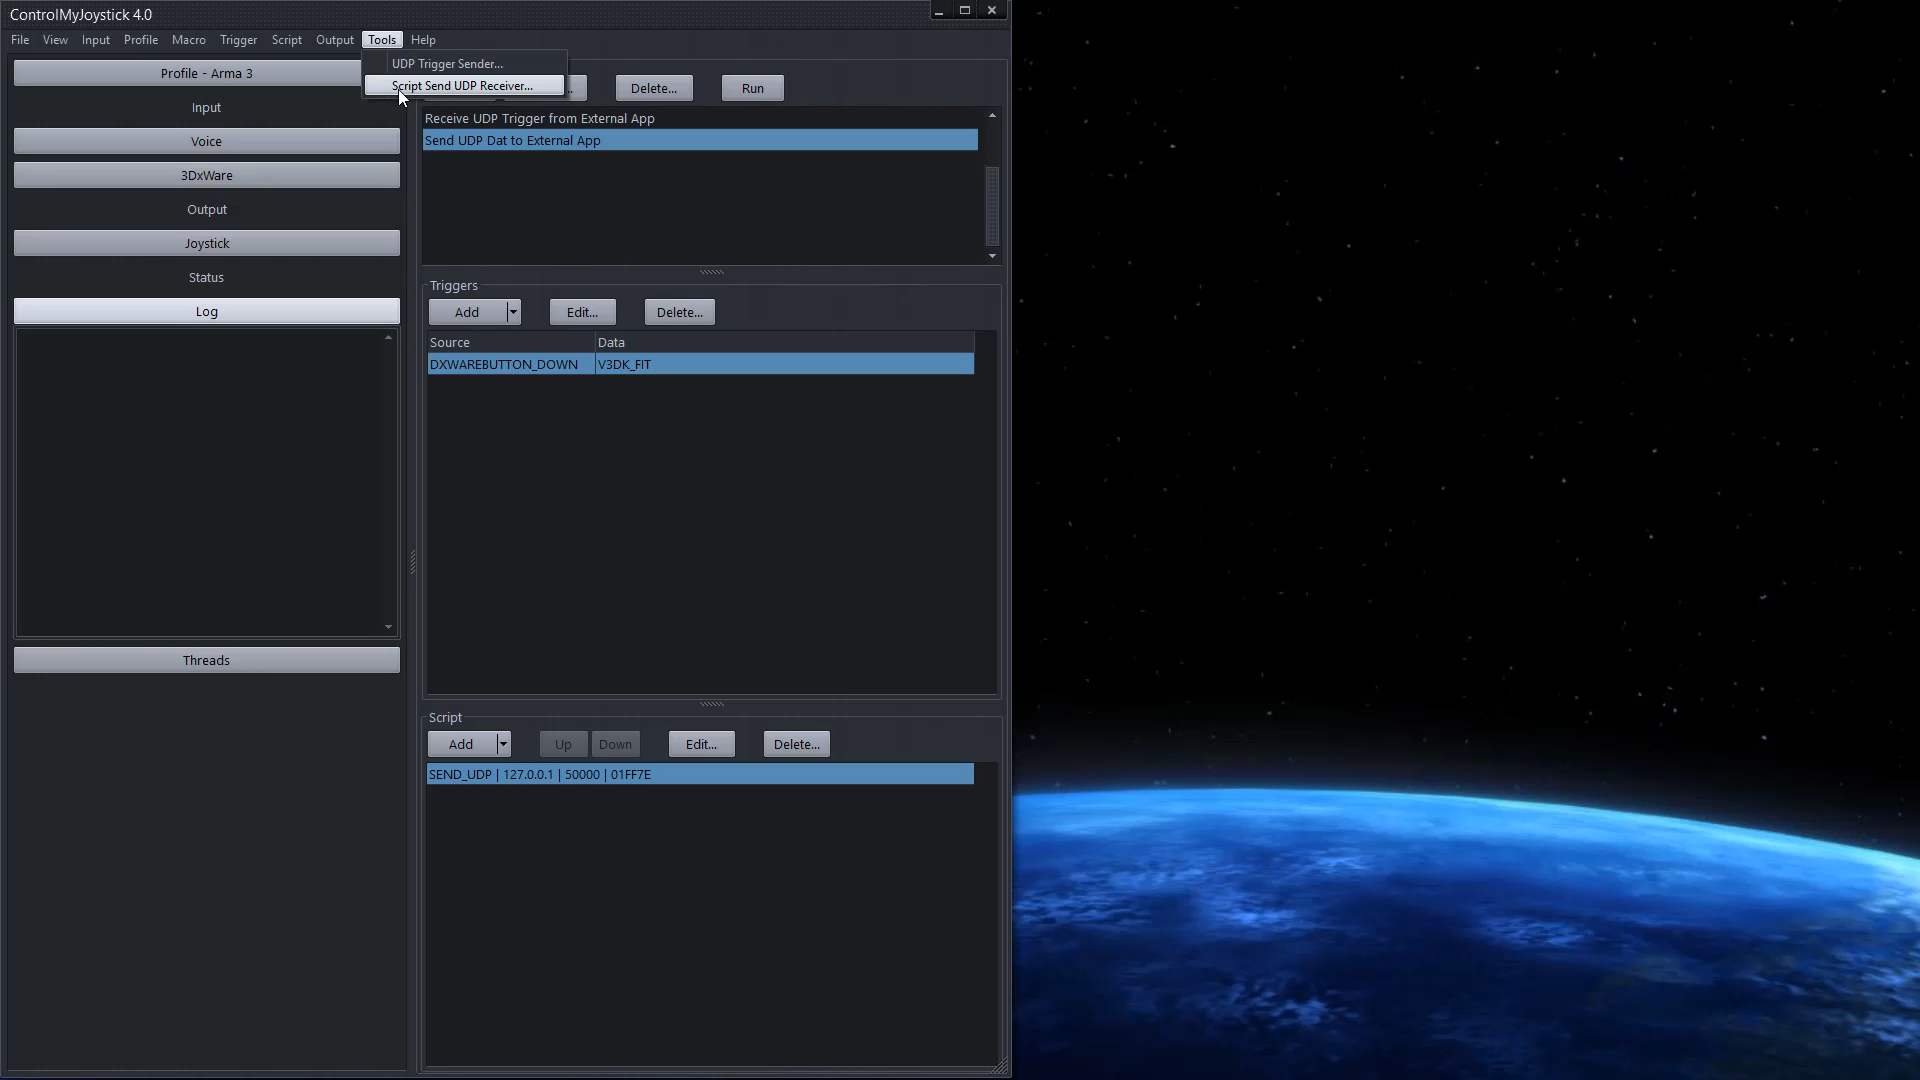 ControlMyJoystick 4.0
File View Input Profile Macro Trigger Script Output Tools Help
UDP Trigger Sender...
Script Send UDP Receiver...
Profile - Arma 3
Input
Voice
3DxWare
Output
Joystick
Status
Log
Threads
... Delete... Run
Receive UDP Trigger from External App
Send UDP Dat to External App
Triggers
Add Edit... Delete...
Source Data
DXWAREBUTTON_DOWN V3DK_FIT
Script
Add Up Down Edit... Delete...
SEND_UDP | 127.0.0.1 | 50000 | 01FF7E